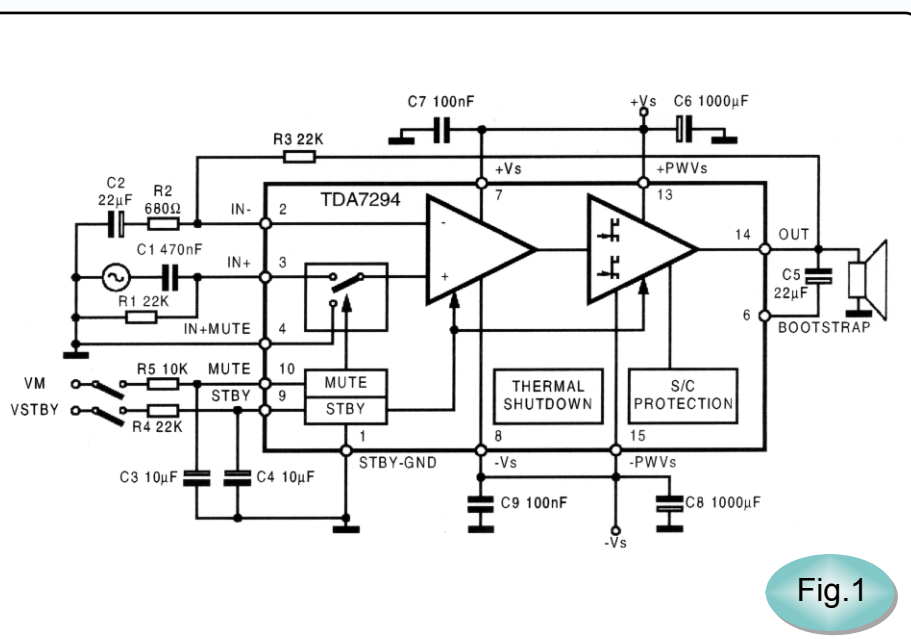 C7 100nF
+Vs
C6 1000µF
R3 22K
+Vs
+PWVs
C2
22µF
R2
680Ω
TDA7294
7
13
IN-
2
-
14
OUT
C1 470nF
IN+
3
+
C5
22µF
R1 22K
IN+MUTE
4
6
BOOTSTRAP
VM
R5 10K
MUTE
10
MUTE
THERMAL
SHUTDOWN
S/C
PROTECTION
VSTBY
R4 22K
STBY
9
STBY
1
8
15
STBY-GND
-Vs
-PWVs
C3 10µF
C4 10µF
C9 100nF
C8 1000µF
-Vs
Fig.1